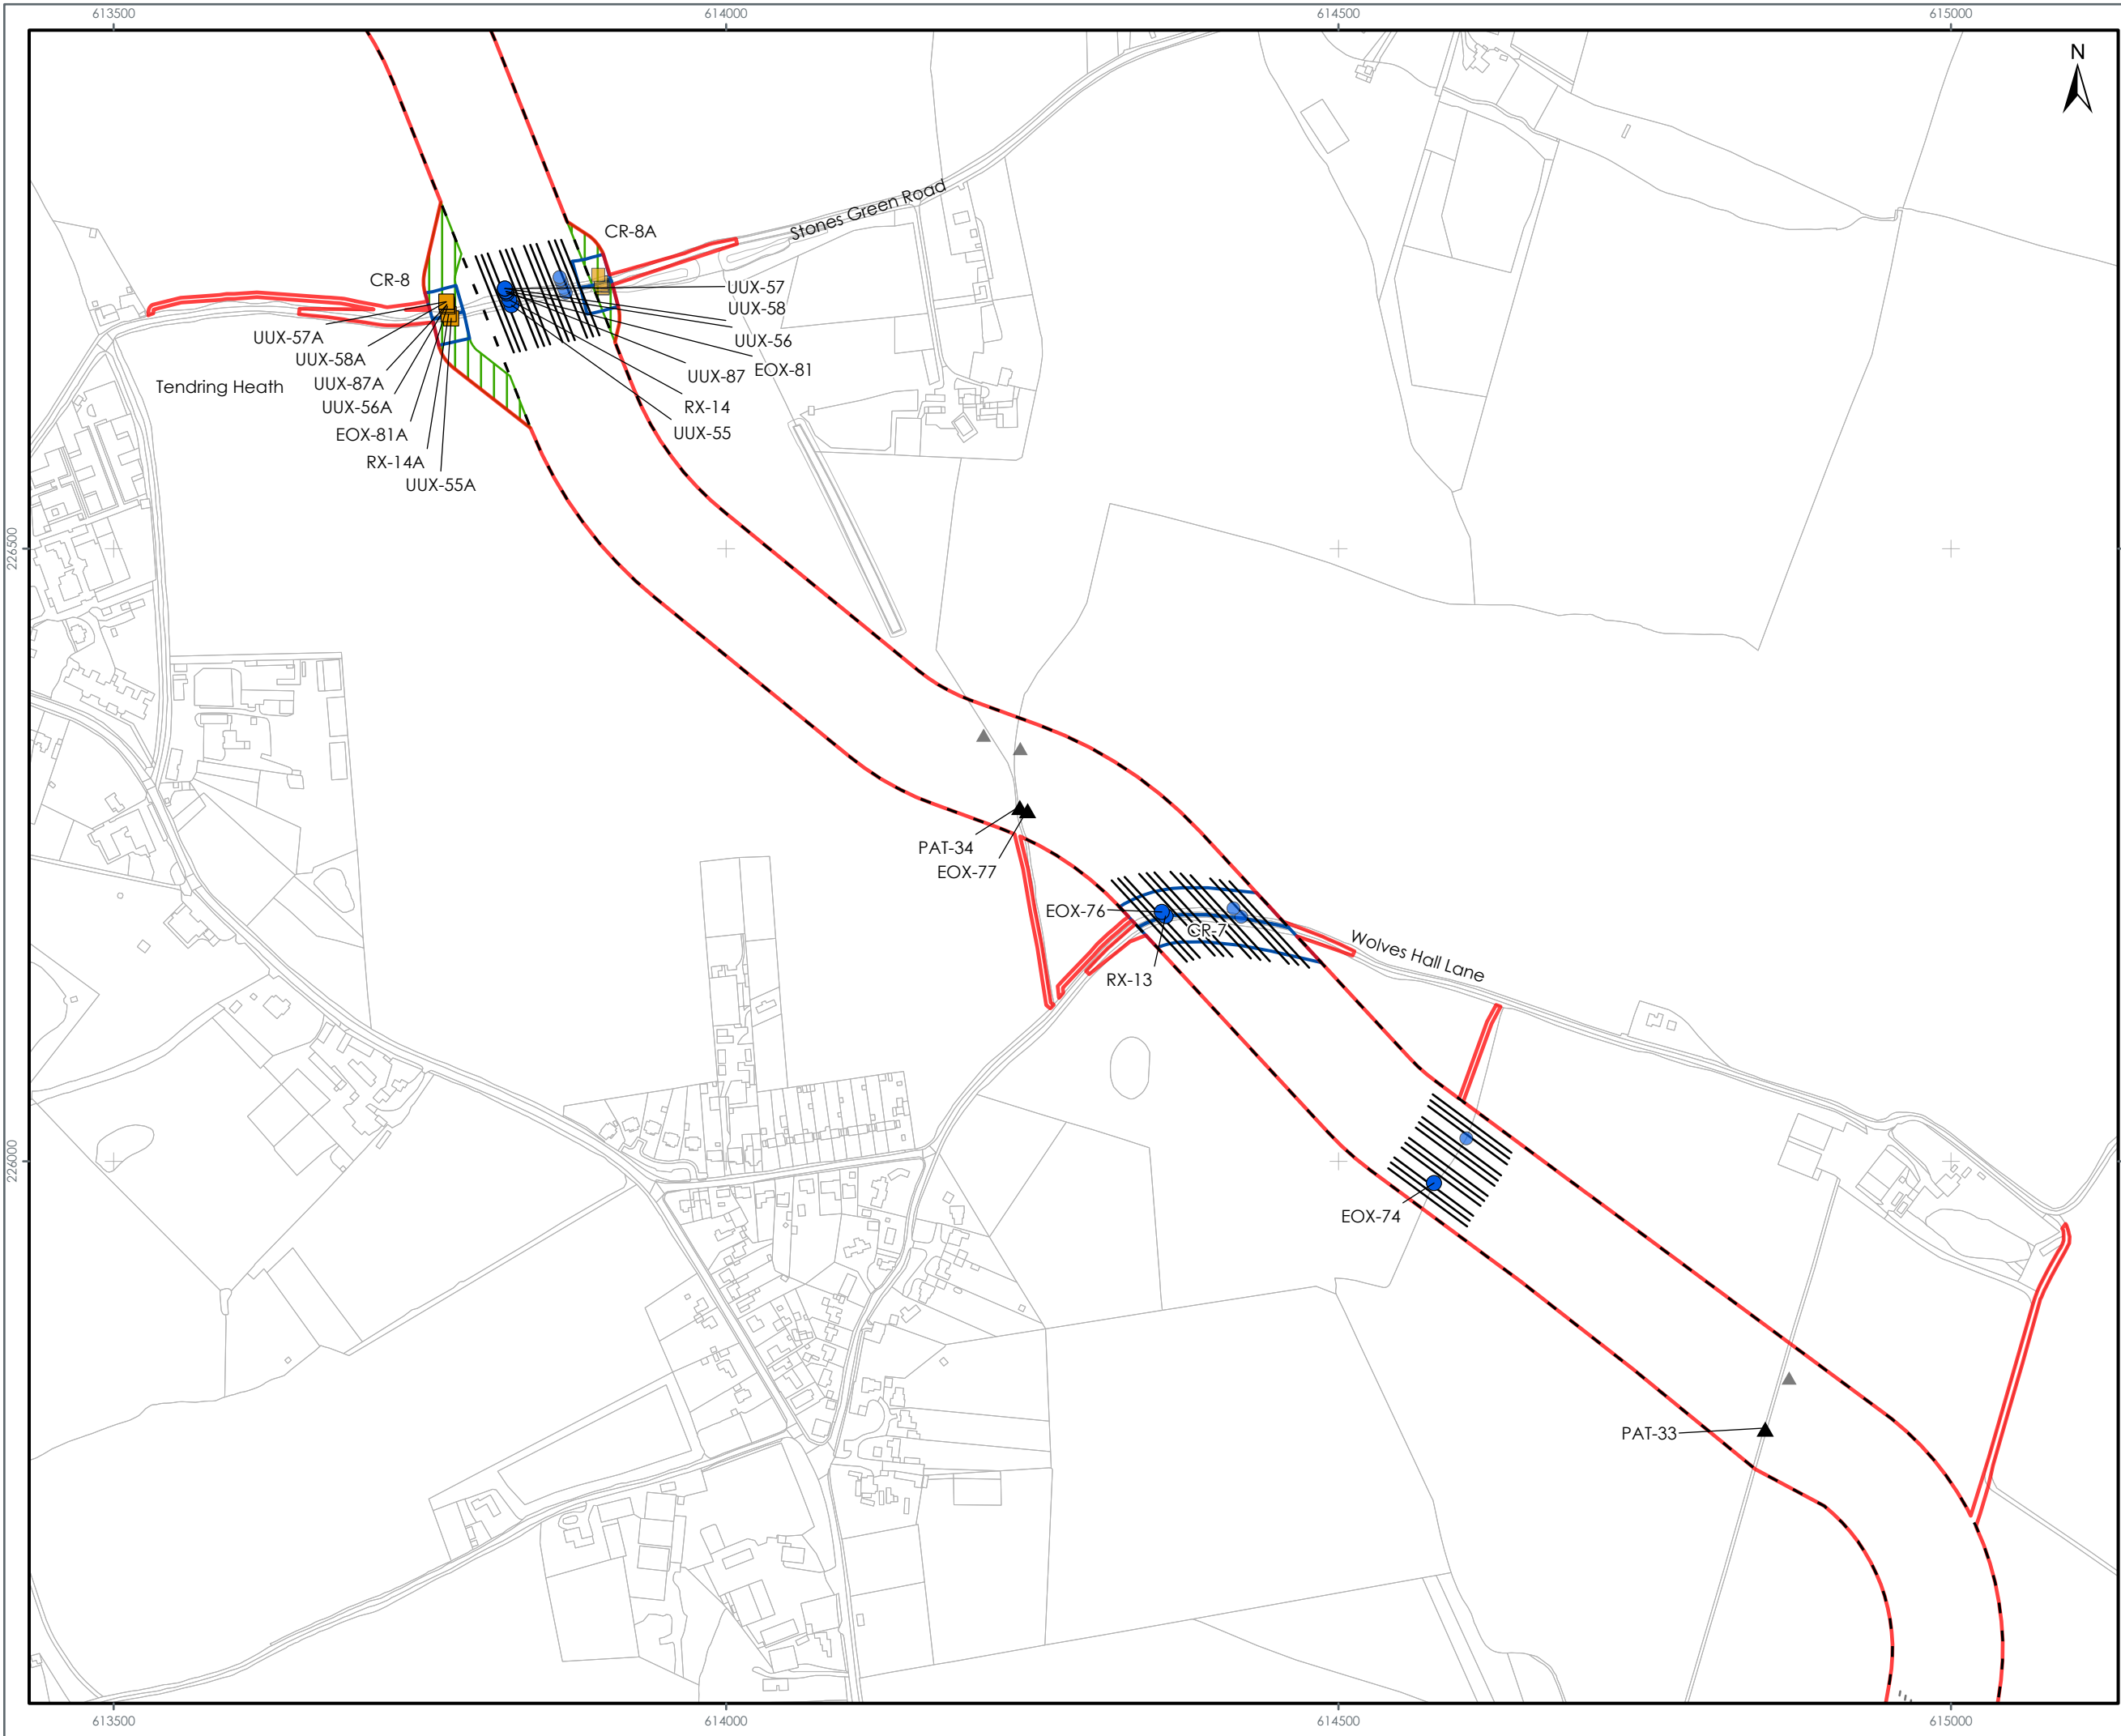 613500
614000
614500
615000
N
Stones Green Road
CR-8A
CR-8
UUX-57
UUX-58
UUX-56
EOX-81
UUX-87
RX-14
UUX-55
UUX-57A
UUX-58A
UUX-87A
UUX-56A
EOX-81A
RX-14A
UUX-55A
Tendring Heath
226500
PAT-34
EOX-77
EOX-76
CR-7
RX-13
Wolves Hall Lane
226000
EOX-74
PAT-33
613500
614000
614500
615000